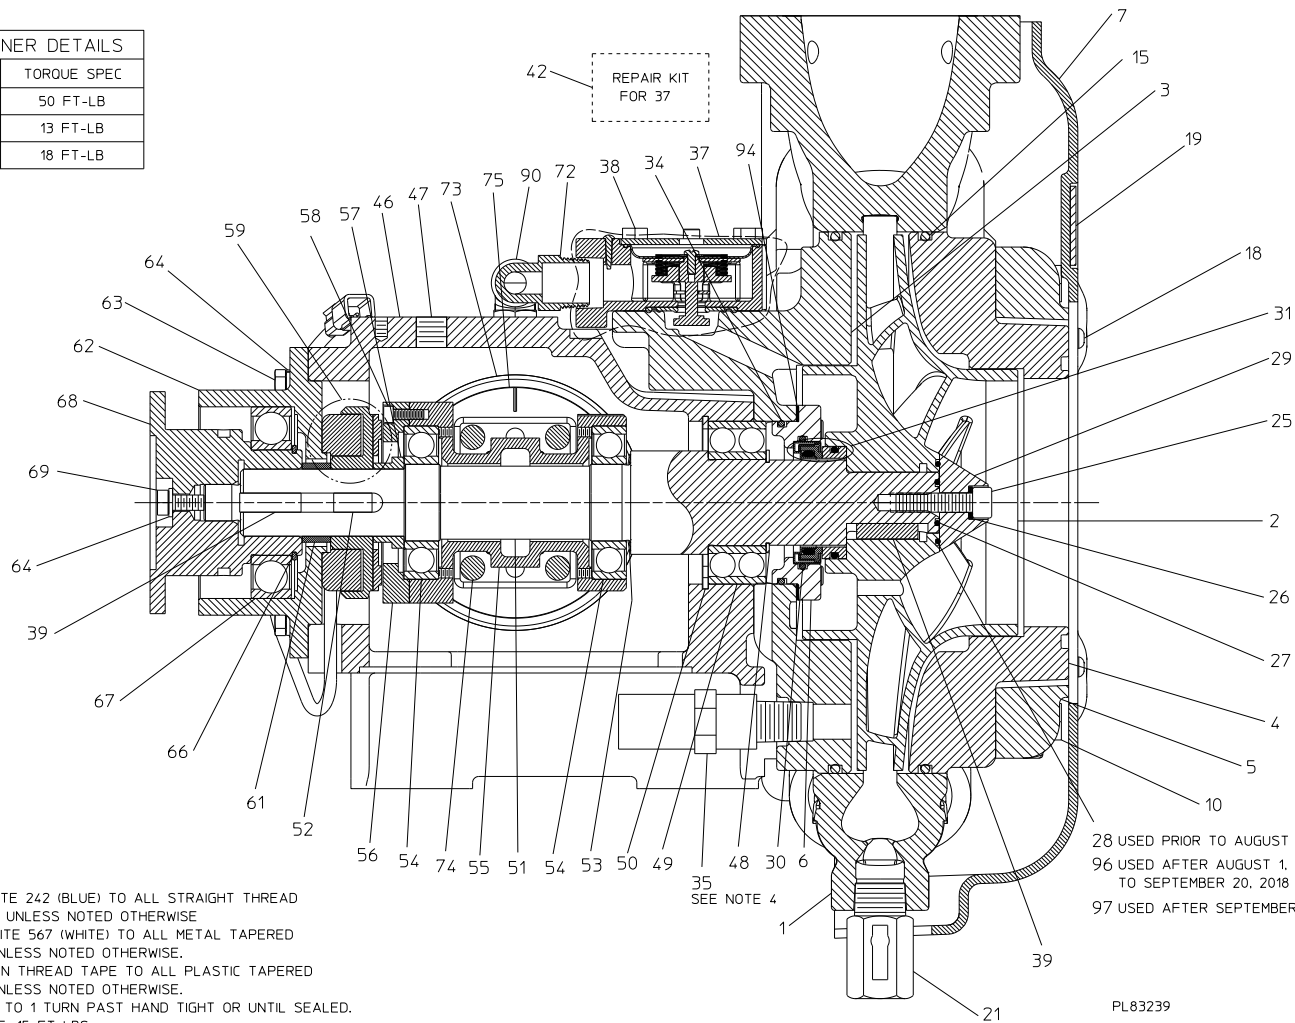 NER DETAILS
TORQUE SPEC
50 FT-LB
13 FT-LB
18 FT-LB
42
REPAIR KIT
FOR 37
7
15
3
19
38
34
37
94
90
72
75
73
47
46
57
58
59
64
63
62
68
69
64
39
67
66
61
52
18
31
29
25
2
26
27
4
5
10
56
54
74
55
51
54
53
50
49
35
SEE NOTE 4
48
30
6
1
21
39
28 USED PRIOR TO AUGUST
96 USED AFTER AUGUST 1,
TO SEPTEMBER 20, 2018
97 USED AFTER SEPTEMBER
TE 242 (BLUE) TO ALL STRAIGHT THREAD
UNLESS NOTED OTHERWISE
ITE 567 (WHITE) TO ALL METAL TAPERED
NLESS NOTED OTHERWISE.
N THREAD TAPE TO ALL PLASTIC TAPERED
NLESS NOTED OTHERWISE.
TO 1 TURN PAST HAND TIGHT OR UNTIL SEALED.
PL83239